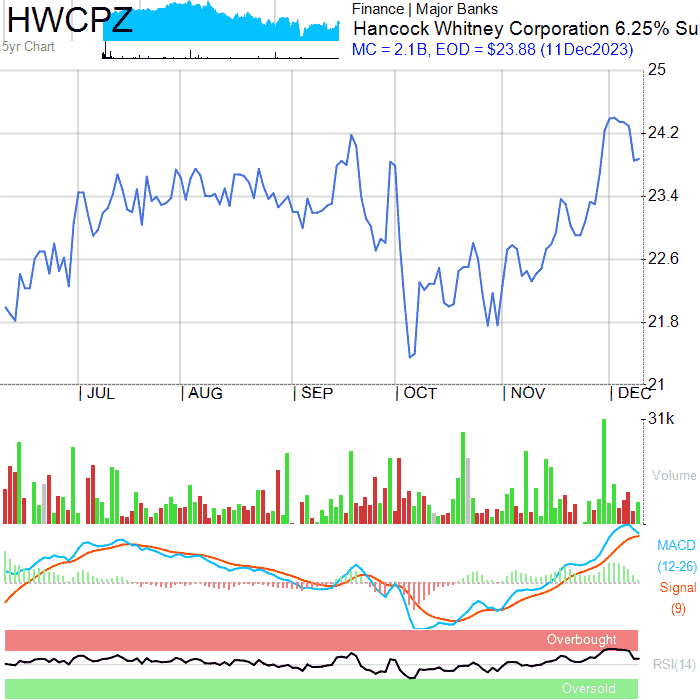 HWCPZ
5yr Chart
Finance | Major Banks
Hancock Whitney Corporation 6.25% Su
MC = 2.1B, EOD = $23.88 (11Dec2023)
25
24.2
23.4
22.6
21.8
21
| JUL | AUG | SEP | OCT | NOV | DEC
31k
Volume
MACD
(12-26)
Signal
(9)
Overbought
RSI(14)
Oversold